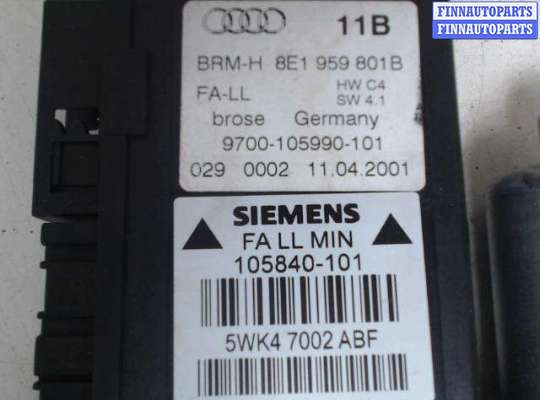 FINNAUTOPARTS
FINNAUTOPARTS
11B
BRM-H 8E1 959 801B
FA-LL HW C4
SW 4.1
brose Germany
9700-105990-101
029 0002 11.04.2001
SIEMENS
FA LL MIN
105840-101
5WK4 7002 ABF